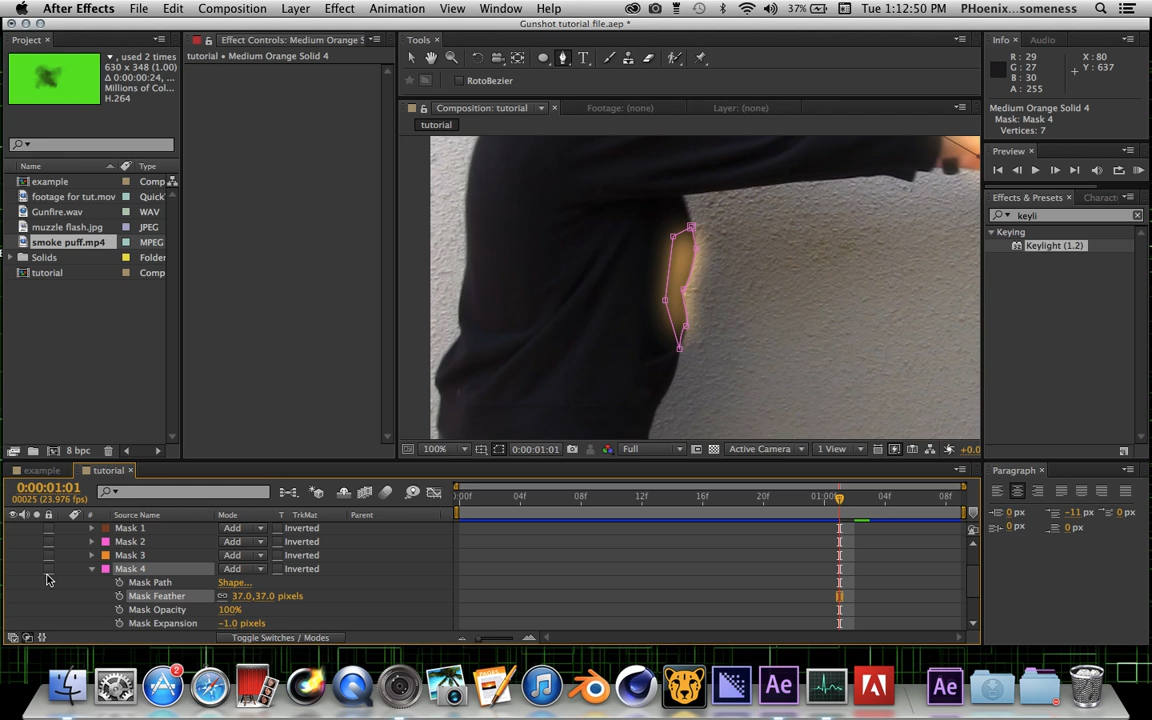 After Effects File Edit Composition Layer Effect Animation View Window Help 37% Tue 1:12:50 PM PHoenix...someness
Gunshot tutorial file.aep *
Project ×
, used 2 times
630 x 348 (1.00)
Δ 0:00:00:24, ...
Millions of Col...
H.264
Name Type
example Comp
footage for tut.mov Quick
Gunfire.wav WAV
muzzle flash.jpg JPEG
smoke puff.mp4 MPEG
Solids Folder
tutorial Comp
8 bpc
Effect Controls: Medium Orange S
tutorial • Medium Orange Solid 4
Tools
RotoBezier
Composition: tutorial × Footage: (none) Layer: (none)
tutorial
100% 0:00:01:01 Full Active Camera 1 View +0.0
Info × Audio
R : 29 X : 80
G : 27 Y : 637
B : 30
A : 255
Medium Orange Solid 4
Mask: Mask 4
Vertices: 7
Preview ×
Effects & Presets × Charact
keyli
Keying
Keylight (1.2)
example tutorial ×
0:00:01:01
00025 (23.976 fps)
:00f 04f 08f 12f 16f 20f 01:00f 04f 08f
# Source Name Mode T TrkMat Parent
Mask 1 Add Inverted
Mask 2 Add Inverted
Mask 3 Add Inverted
Mask 4 Add Inverted
Mask Path Shape...
Mask Feather 37.0,37.0 pixels
Mask Opacity 100%
Mask Expansion -1.0 pixels
Toggle Switches / Modes
Paragraph ×
0 px -11 px 0 px
0 px 0 px
2
Ae
Ae